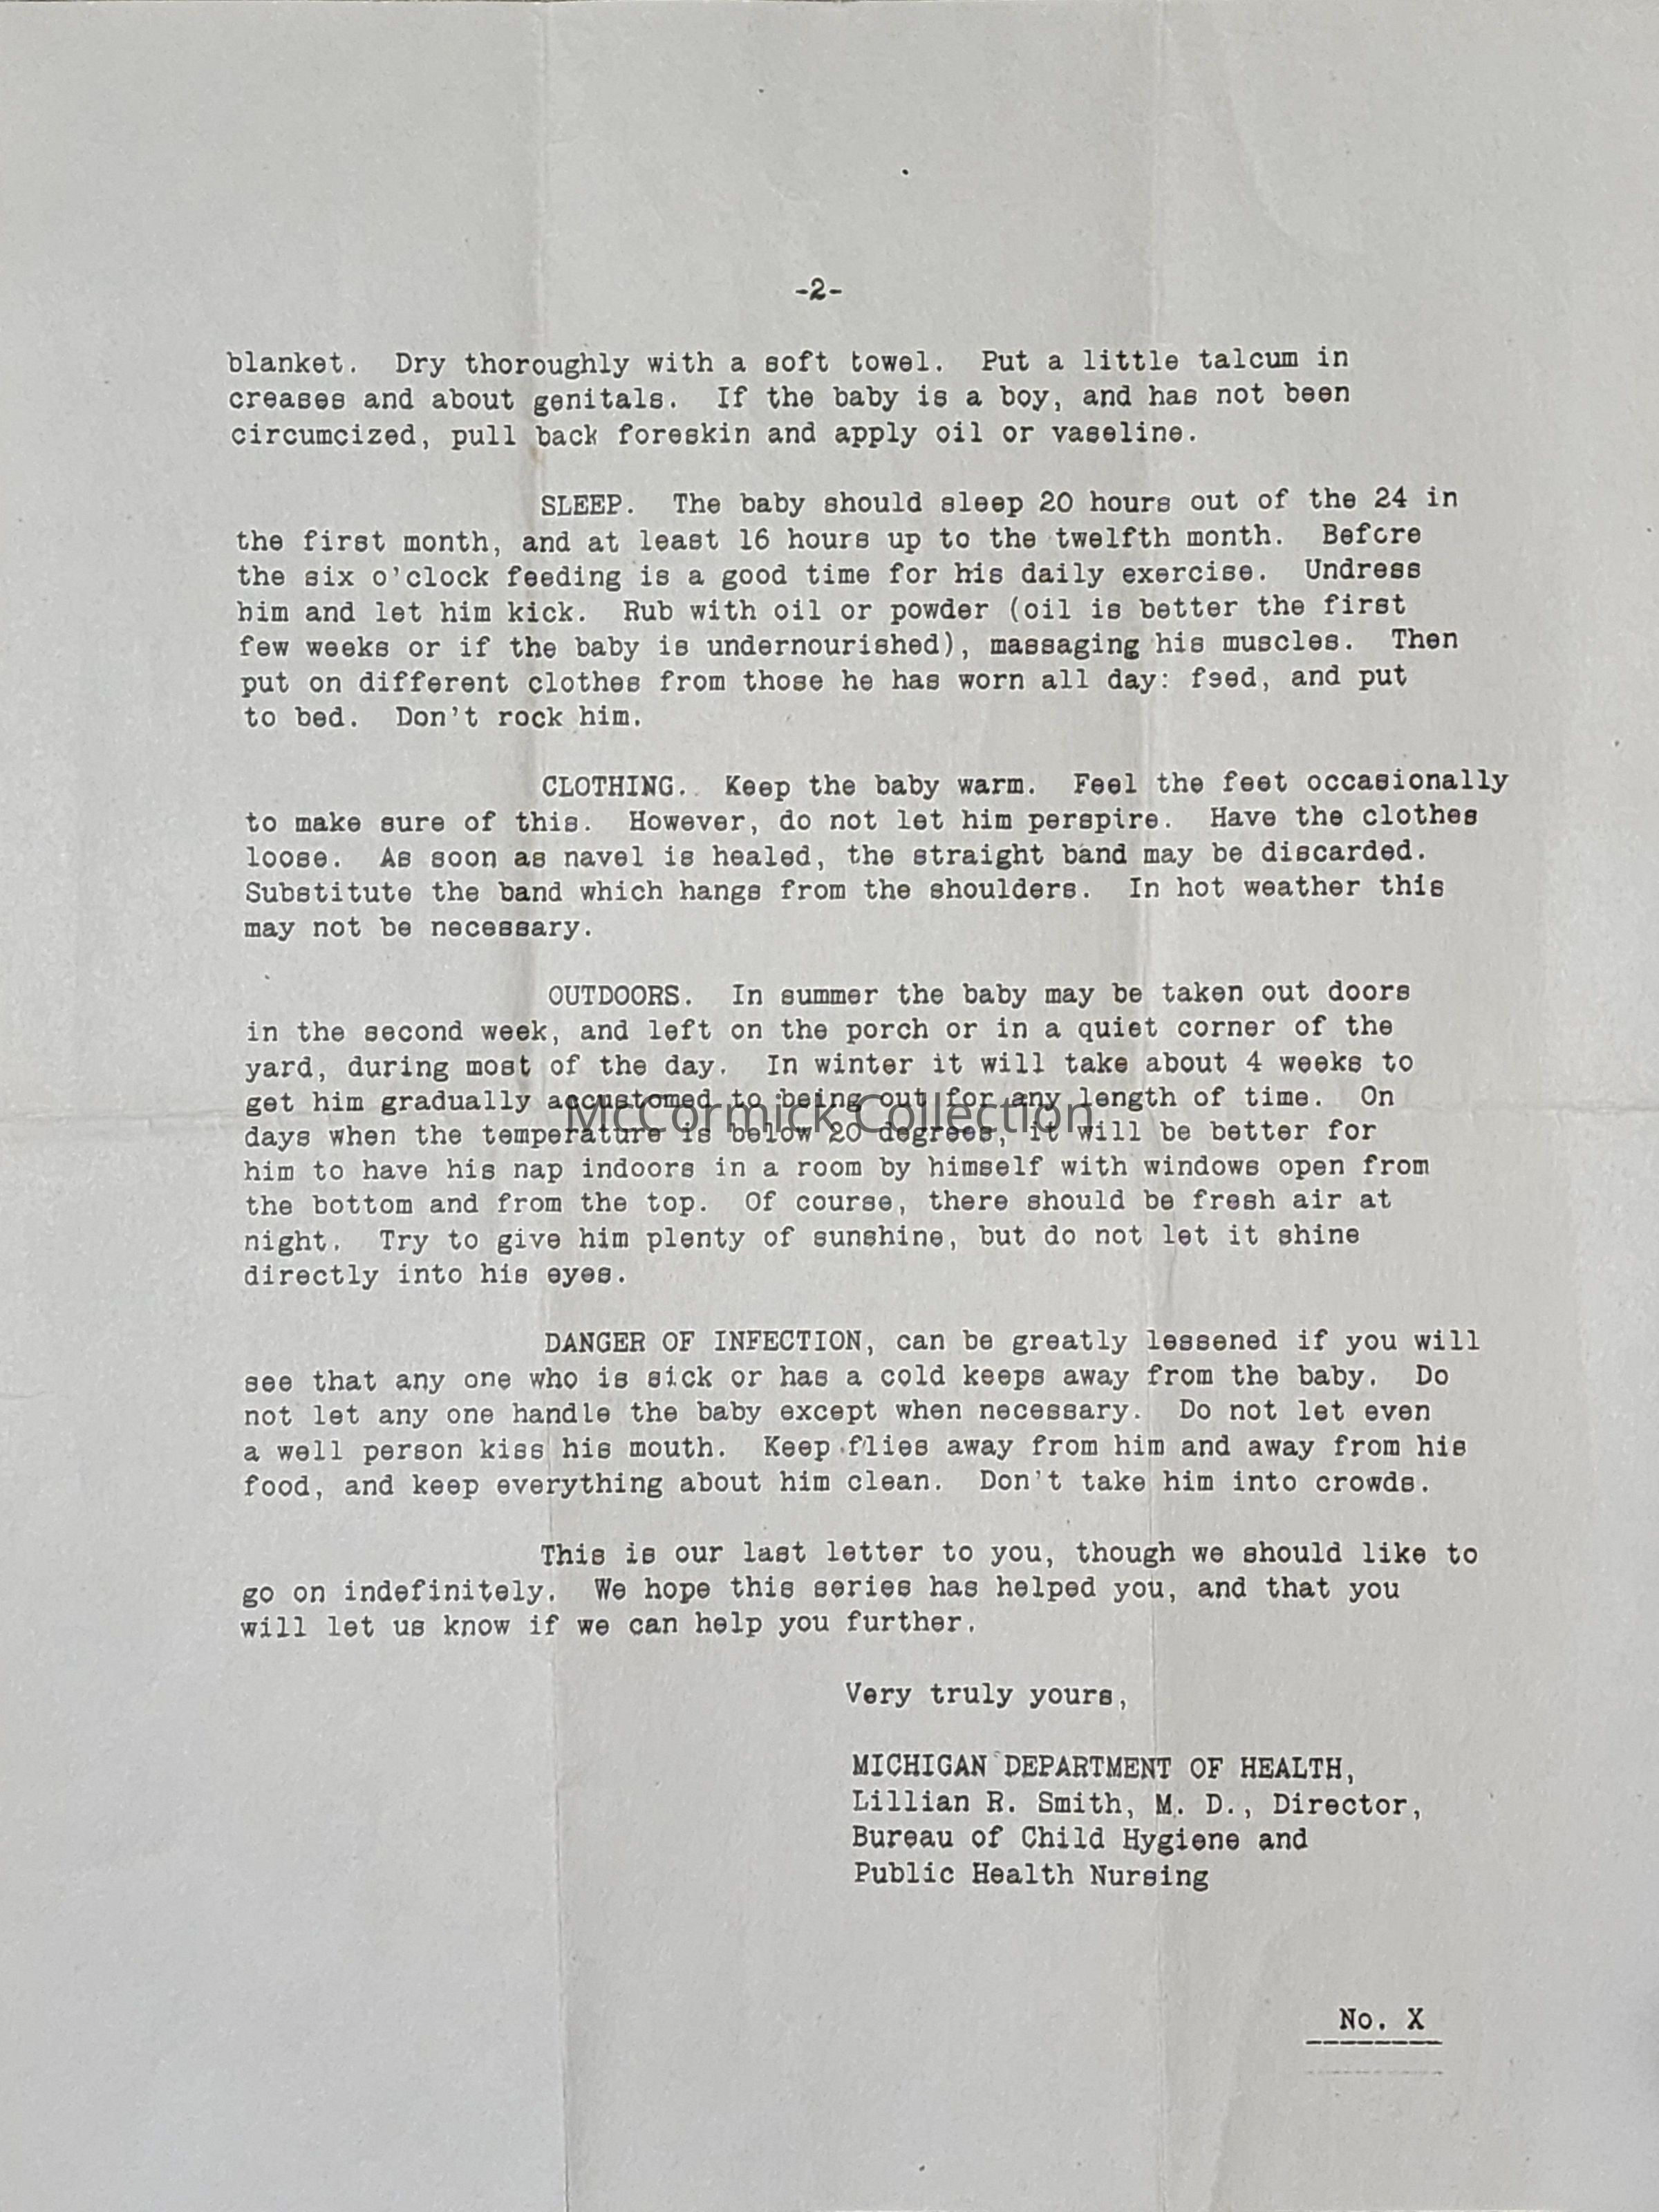 -2-
blanket. Dry thoroughly with a soft towel. Put a little talcum in
creases and about genitals. If the baby is a boy, and has not been
circumcized, pull back foreskin and apply oil or vaseline.
SLEEP. The baby should sleep 20 hours out of the 24 in
the first month, and at least 16 hours up to the twelfth month. Before
the six o'clock feeding is a good time for his daily exercise. Undress
him and let him kick. Rub with oil or powder (oil is better the first
few weeks or if the baby is undernourished), massaging his muscles. Then
put on different clothes from those he has worn all day: feed, and put
to bed. Don't rock him.
CLOTHING. Keep the baby warm. Feel the feet occasionally
to make sure of this. However, do not let him perspire. Have the clothes
loose. As soon as navel is healed, the straight band may be discarded.
Substitute the band which hangs from the shoulders. In hot weather this
may not be necessary.
OUTDOORS. In summer the baby may be taken out doors
in the second week, and left on the porch or in a quiet corner of the
yard, during most of the day. In winter it will take about 4 weeks to
get him gradually accustomed to being out for any length of time. On
McCormick Collection
days when the temperature is below 20 degrees, it will be better for
him to have his nap indoors in a room by himself with windows open from
the bottom and from the top. Of course, there should be fresh air at
night. Try to give him plenty of sunshine, but do not let it shine
directly into his eyes.
DANGER OF INFECTION, can be greatly lessened if you will
see that any one who is sick or has a cold keeps away from the baby. Do
not let any one handle the baby except when necessary. Do not let even
a well person kiss his mouth. Keep flies away from him and away from his
food, and keep everything about him clean. Don't take him into crowds.
This is our last letter to you, though we should like to
go on indefinitely. We hope this series has helped you, and that you
will let us know if we can help you further.
Very truly yours,
MICHIGAN DEPARTMENT OF HEALTH,
Lillian R. Smith, M. D., Director,
Bureau of Child Hygiene and
Public Health Nursing
No. X